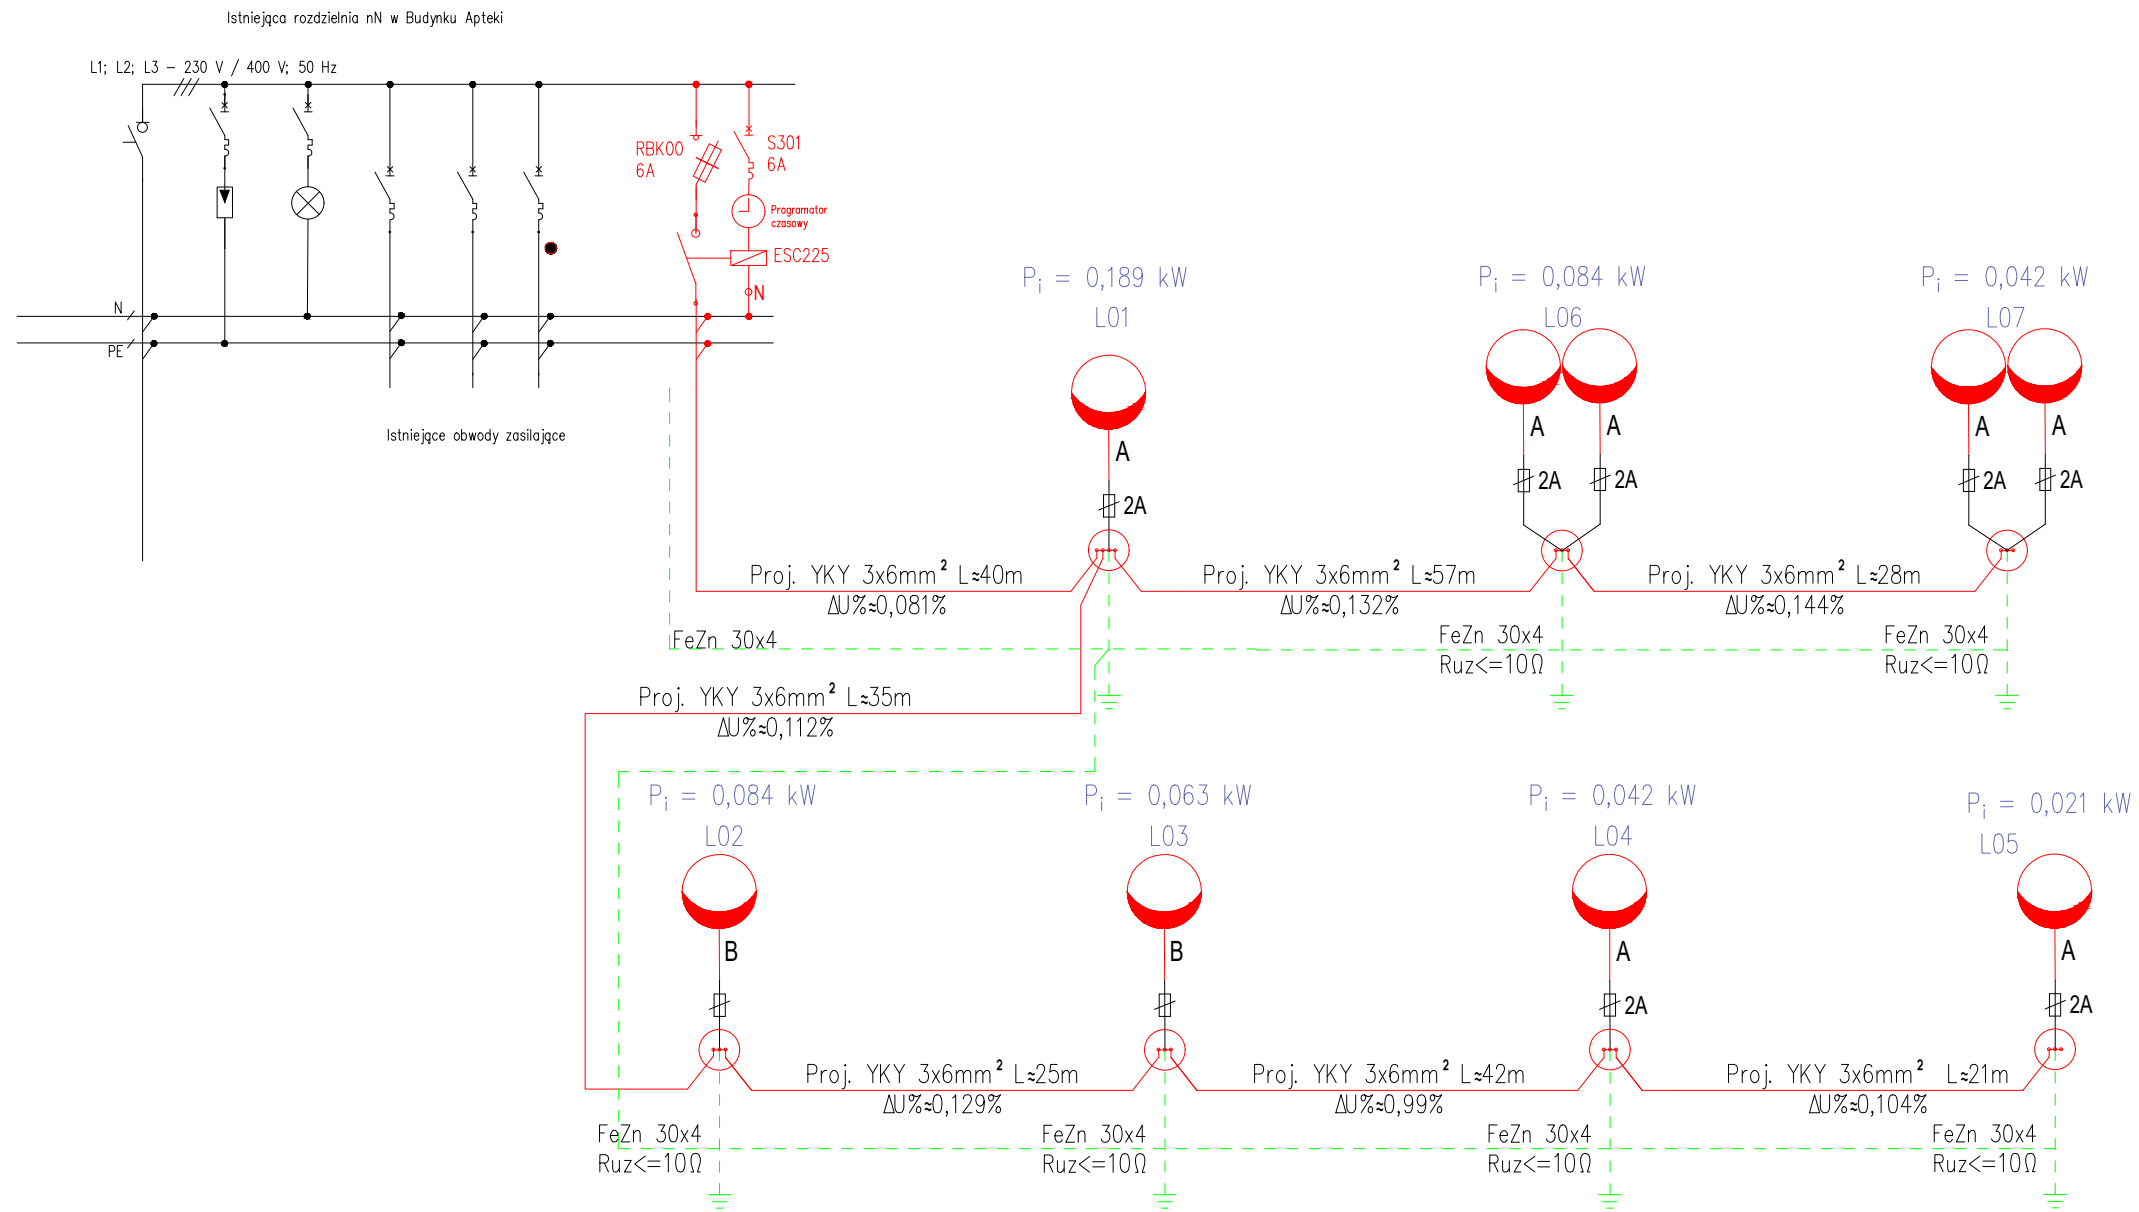 Istniejąca rozdzielnia nN w Budynku Apteki
L1; L2; L3 - 230 V / 400 V; 50 Hz
RBK00
6A
S301
6A
Programator
czasowy
ESC225
N
N
PE
Istniejące obwody zasilające
Pi = 0,189 kW
L01
A
2A
Pi = 0,084 kW
L06
A
A
2A
2A
Pi = 0,042 kW
L07
A
A
2A
2A
Proj. YKY 3x6mm² L≈40m
ΔU%≈0,081%
Proj. YKY 3x6mm² L≈57m
ΔU%≈0,132%
Proj. YKY 3x6mm² L≈28m
ΔU%≈0,144%
FeZn 30x4
FeZn 30x4
Ruz<=10Ω
FeZn 30x4
Ruz<=10Ω
Proj. YKY 3x6mm² L≈35m
ΔU%≈0,112%
Pi = 0,084 kW
L02
B
Pi = 0,063 kW
L03
B
Pi = 0,042 kW
L04
A
2A
Pi = 0,021 kW
L05
A
2A
Proj. YKY 3x6mm² L≈25m
ΔU%≈0,129%
Proj. YKY 3x6mm² L≈42m
ΔU%≈0,99%
Proj. YKY 3x6mm² L≈21m
ΔU%≈0,104%
FeZn 30x4
Ruz<=10Ω
FeZn 30x4
Ruz<=10Ω
FeZn 30x4
Ruz<=10Ω
FeZn 30x4
Ruz<=10Ω